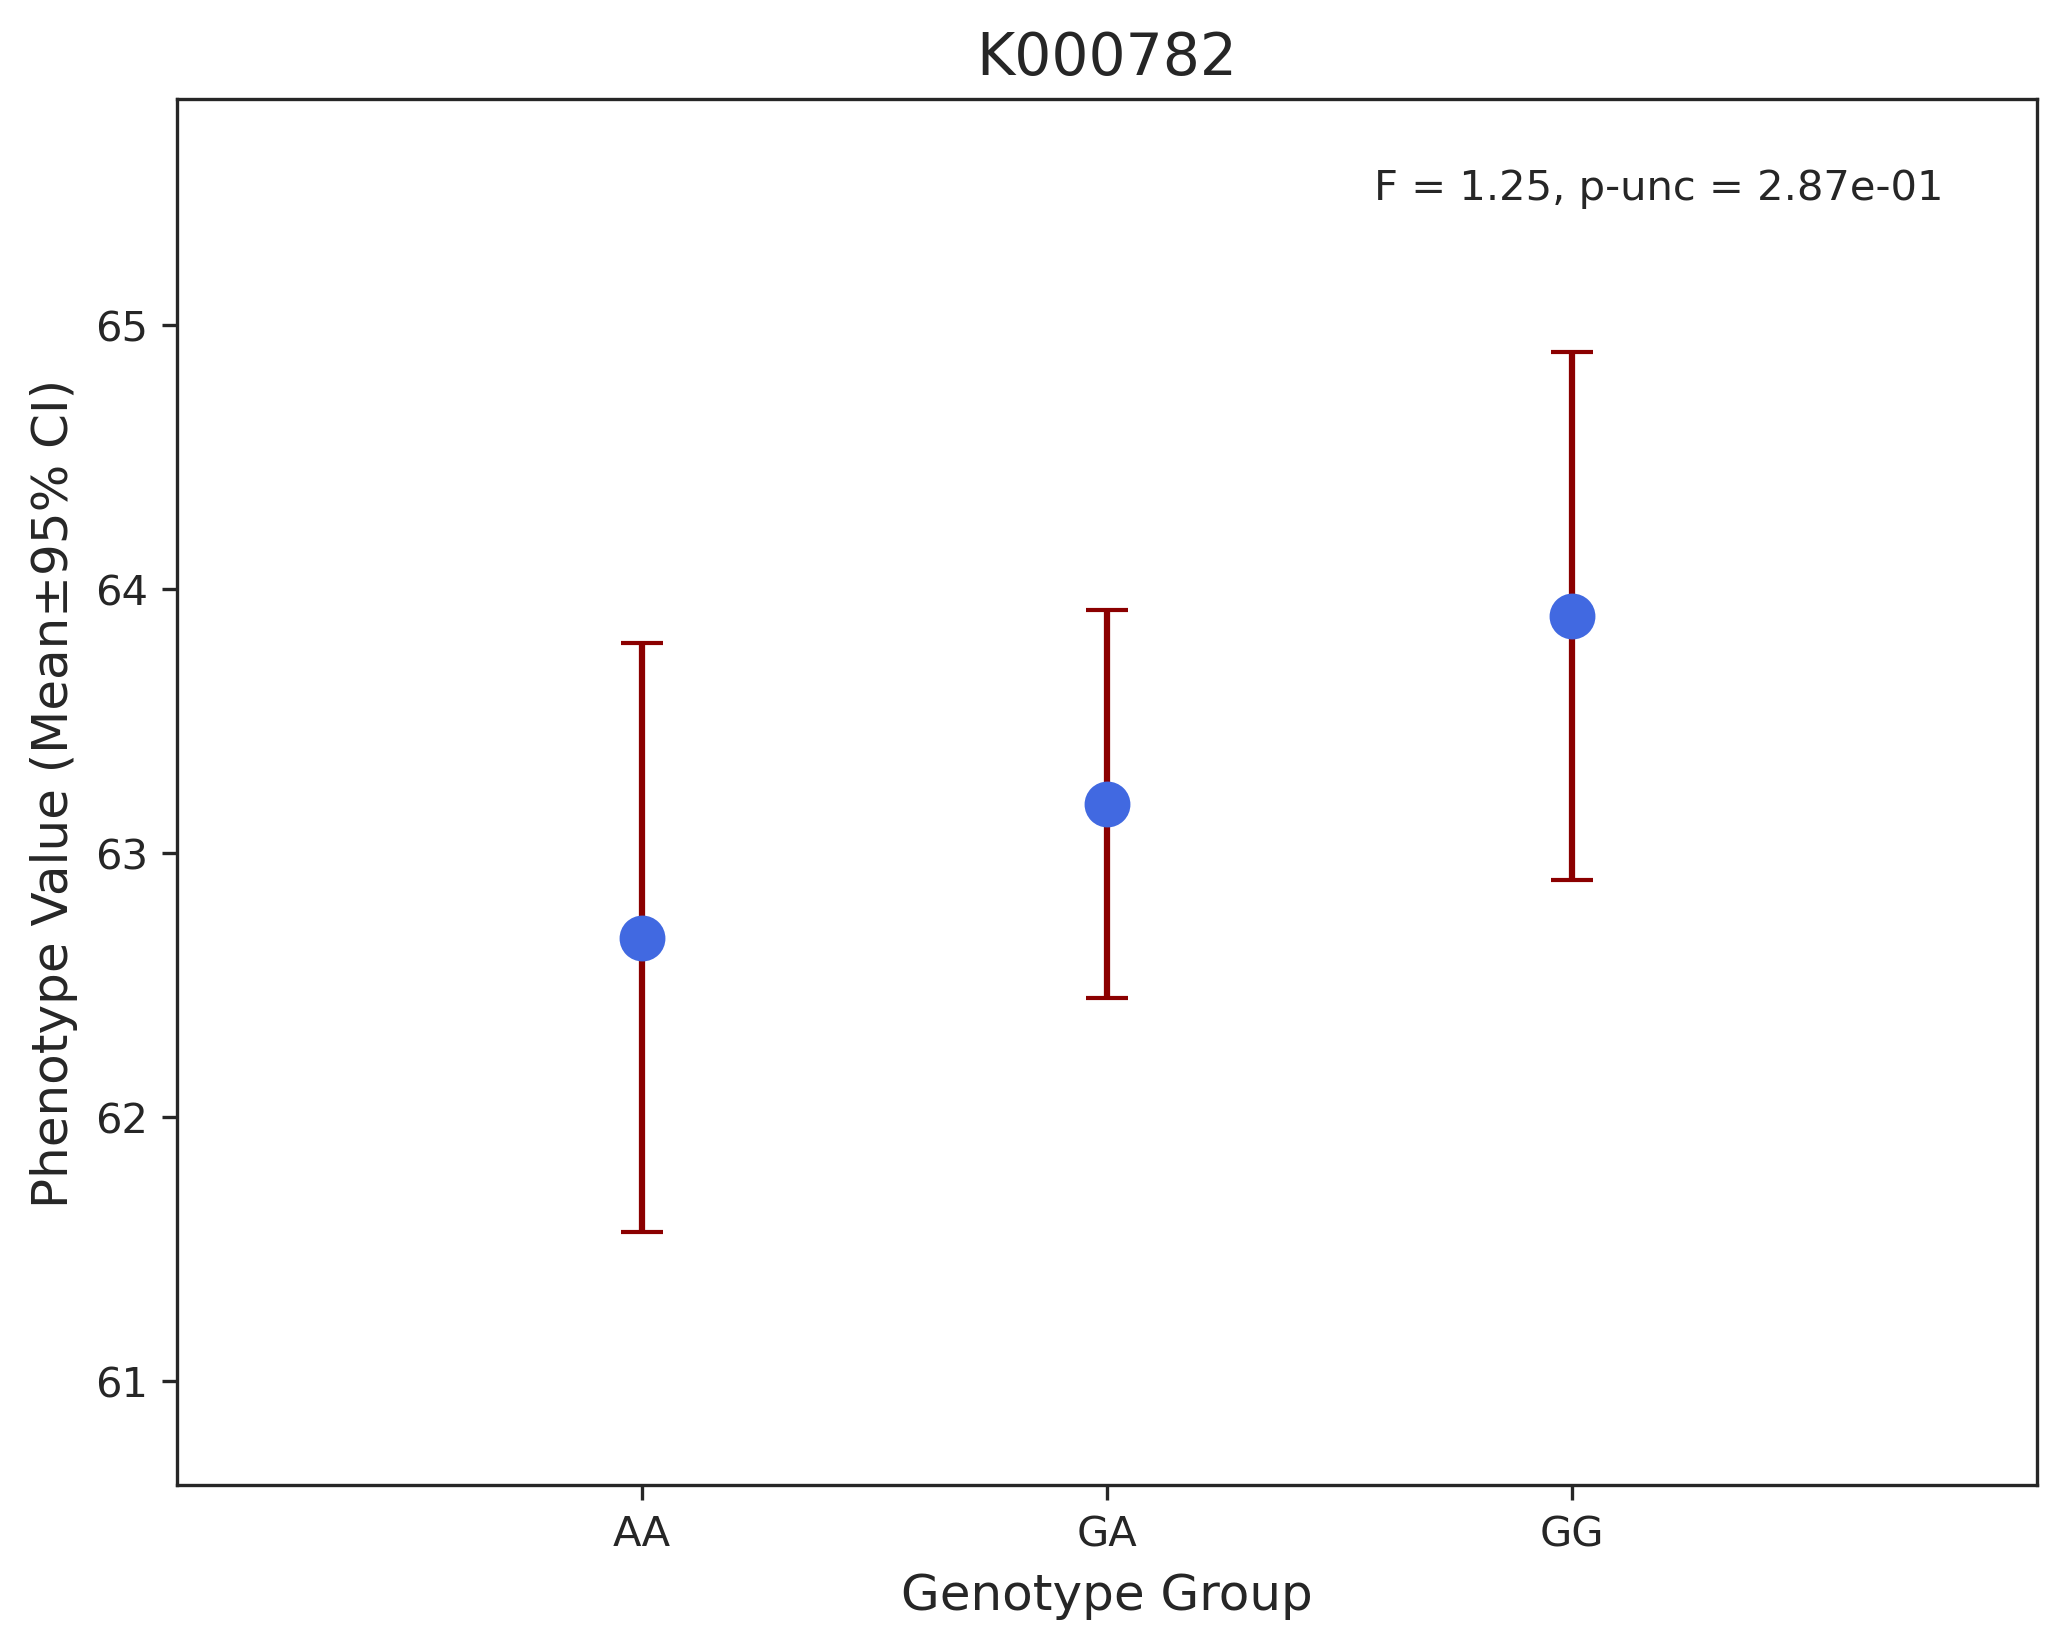 K000782
F = 1.25, p-unc = 2.87e-01
Phenotype Value (Mean±95% CI)
65
64
63
62
61
AA GA GG
Genotype Group